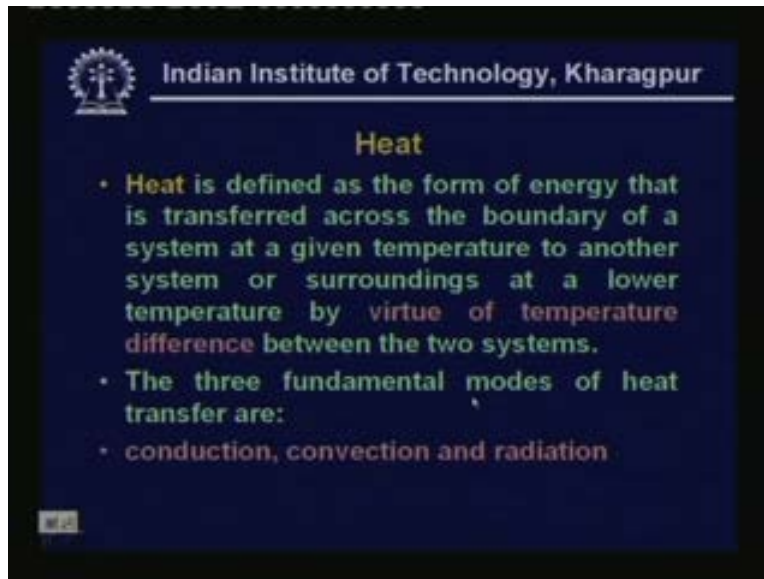 Indian Institute of Technology, Kharagpur
Heat
• Heat is defined as the form of energy that
is transferred across the boundary of a
system at a given temperature to another
system or surroundings at a lower
temperature by virtue of temperature
difference between the two systems.
• The three fundamental modes of heat
transfer are:
• conduction, convection and radiation